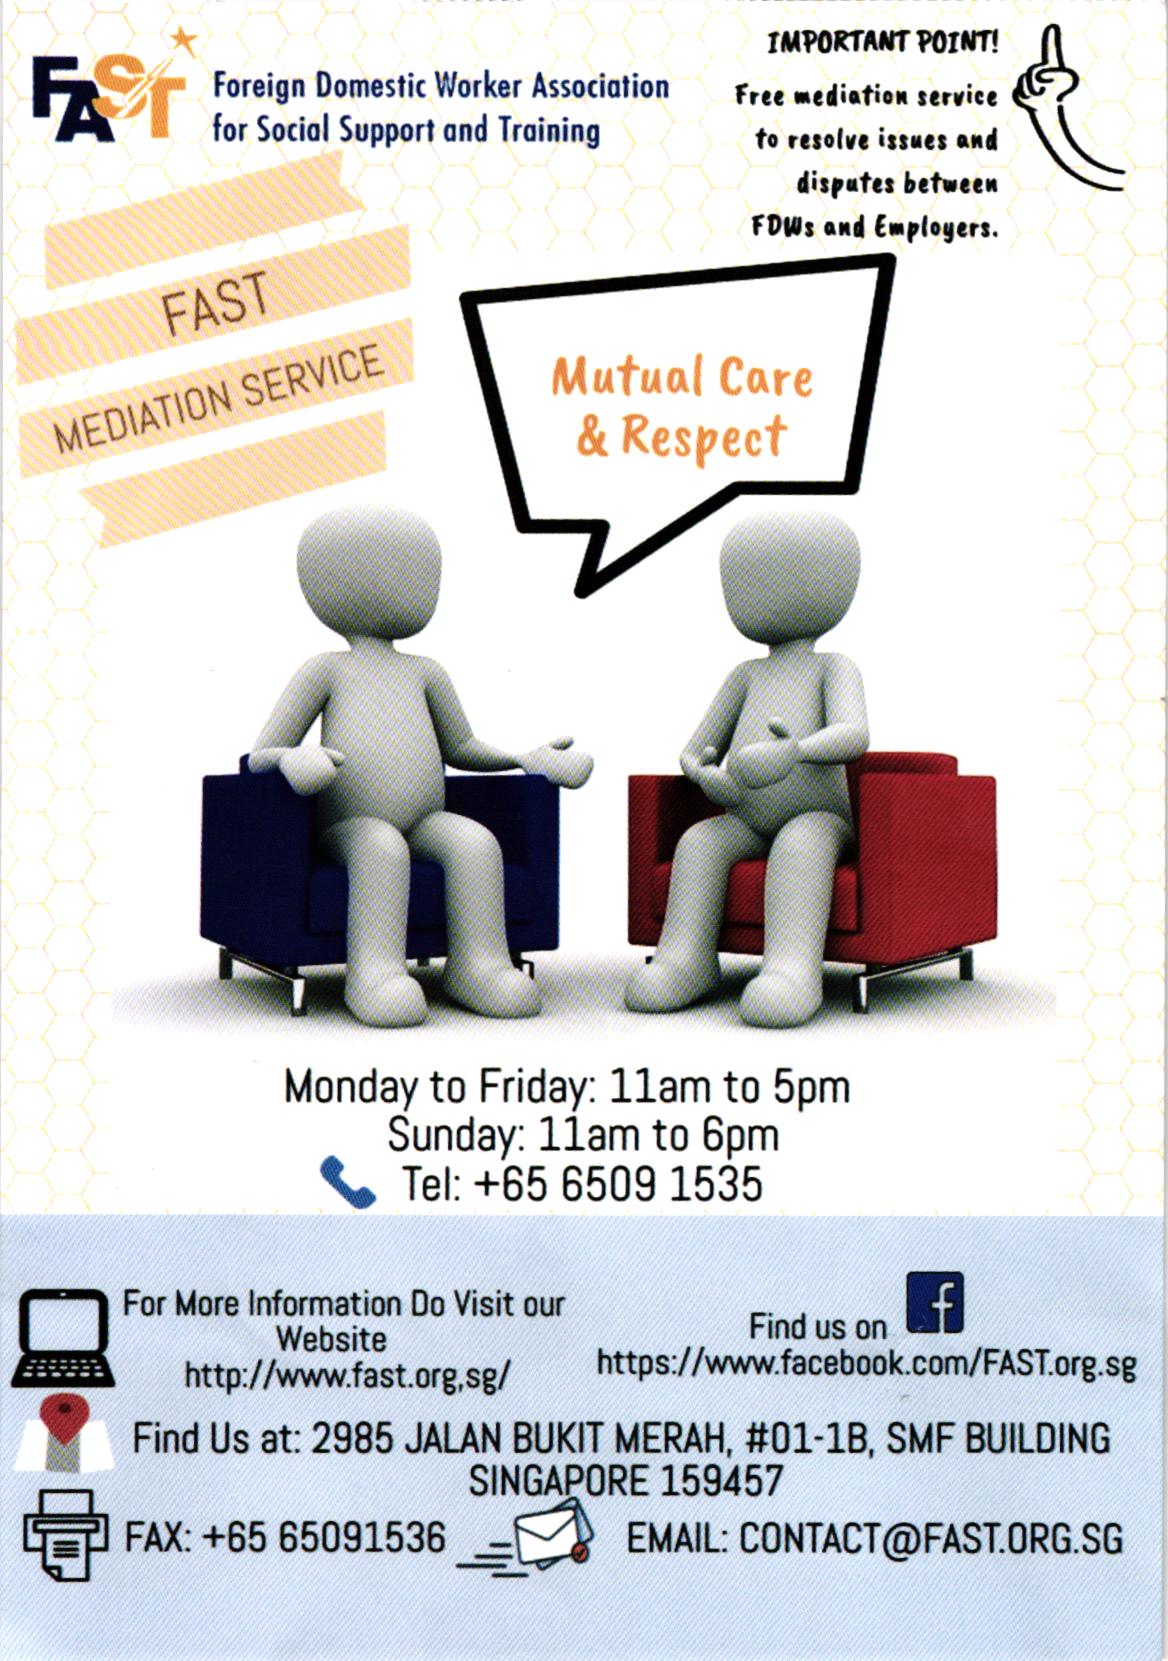 FAST
Foreign Domestic Worker Association
for Social Support and Training
IMPORTANT POINT!
Free mediation service
to resolve issues and
disputes between
FDWs and Employers.
FAST
MEDIATION SERVICE
Mutual Care
& Respect
Monday to Friday: 11am to 5pm
Sunday: 11am to 6pm
Tel: +65 6509 1535
For More Information Do Visit our
Website
http://www.fast.org,sg/
Find us on f
https://www.facebook.com/FAST.org.sg
Find Us at: 2985 JALAN BUKIT MERAH, #01-1B, SMF BUILDING
SINGAPORE 159457
FAX: +65 65091536
EMAIL: CONTACT@FAST.ORG.SG